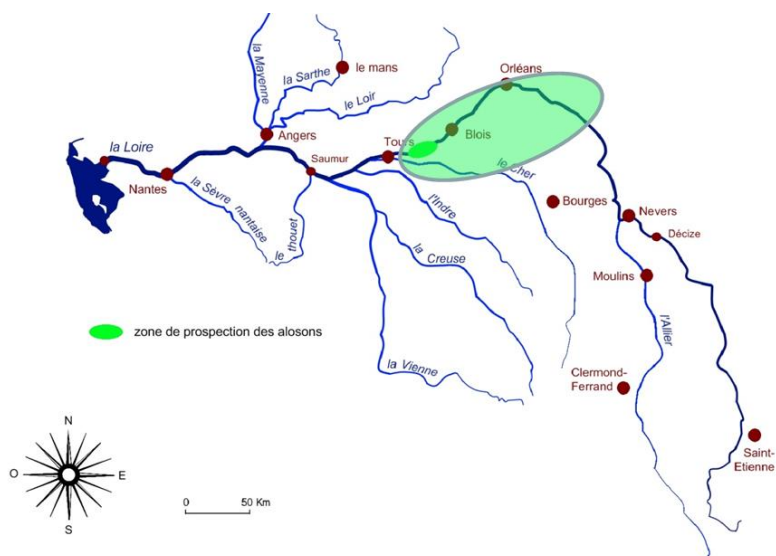 Orléans
la Mayenne
la Sarthe
le mans
le Loir
Angers
Blois
Tours
la Loire
Saumur
le Cher
Nantes
la Sèvre
nantaise
le
thouet
l'Indre
Bourges
Nevers
Décize
la
Creuse
Moulins
l'Allier
zone de prospection des alosons
la Vienne
Clermond-
Ferrand
Saint-
Etienne
N
O
E
S
0
50 Km